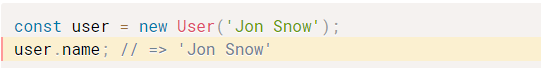 const user = new User('Jon Snow');
user.name; // => 'Jon Snow'